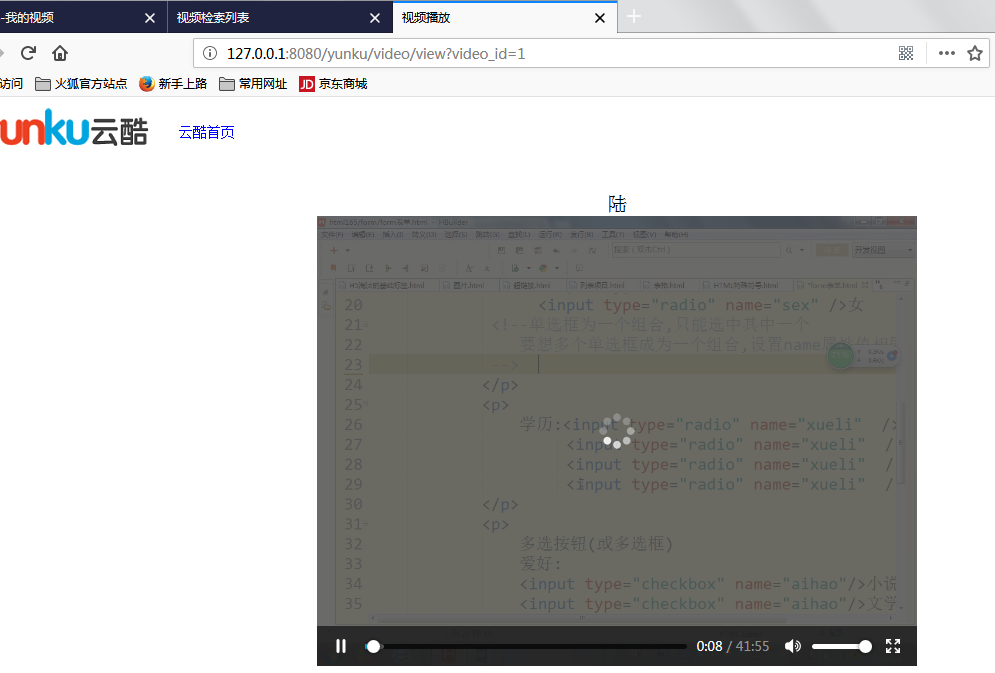 -我的视频
视频检索列表
视频播放
127.0.0.1:8080/yunku/video/view?video_id=1
访问
火狐官方站点
新手上路
常用网址
JD 京东商城
unku云酷
云酷首页
陆
20 <input type="radio" name="sex" />女
21 <!--单选框为一个组合,只能选中其中一个
22 要想多个单选框成为一个组合,设置name属性的
23 -->
24 </p>
25 <p>
26 学历:<input type="radio" name="xueli" />
27 <input type="radio" name="xueli" /
28 <input type="radio" name="xueli" /
29 <input type="radio" name="xueli" /
30 </p>
31 <p>
32 多选按钮(或多选框)
33 爱好:
34 <input type="checkbox" name="aihao"/>小说
35 <input type="checkbox" name="aihao"/>文学
0:08 / 41:55